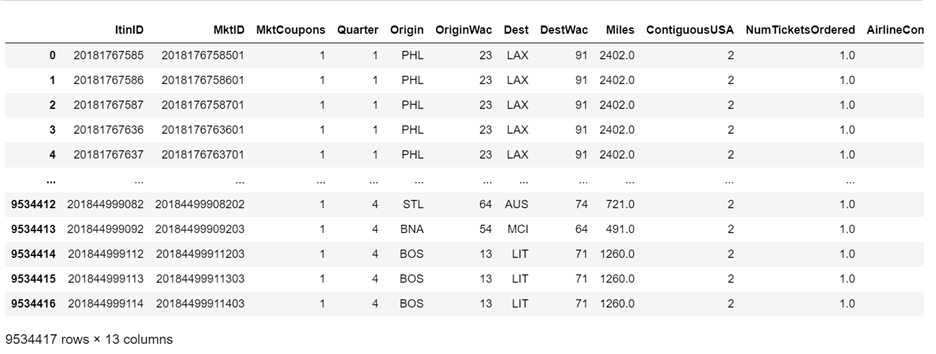 ItinID MktID MktCoupons Quarter Origin OriginWac Dest DestWac Miles ContiguousUSA NumTicketsOrdered AirlineCon
0 20181767585 2018176758501 1 1 PHL 23 LAX 91 2402.0 2 1.0
1 20181767586 2018176758601 1 1 PHL 23 LAX 91 2402.0 2 1.0
2 20181767587 2018176758701 1 1 PHL 23 LAX 91 2402.0 2 1.0
3 20181767636 2018176763601 1 1 PHL 23 LAX 91 2402.0 2 1.0
4 20181767637 2018176763701 1 1 PHL 23 LAX 91 2402.0 2 1.0
... ... ... ... ... ... ... ... ... ... ... ...
9534412 201844999082 20184499908202 1 4 STL 64 AUS 74 721.0 2 1.0
9534413 201844999092 20184499909203 1 4 BNA 54 MCI 64 491.0 2 1.0
9534414 201844999112 20184499911203 1 4 BOS 13 LIT 71 1260.0 2 1.0
9534415 201844999113 20184499911303 1 4 BOS 13 LIT 71 1260.0 2 1.0
9534416 201844999114 20184499911403 1 4 BOS 13 LIT 71 1260.0 2 1.0
9534417 rows × 13 columns